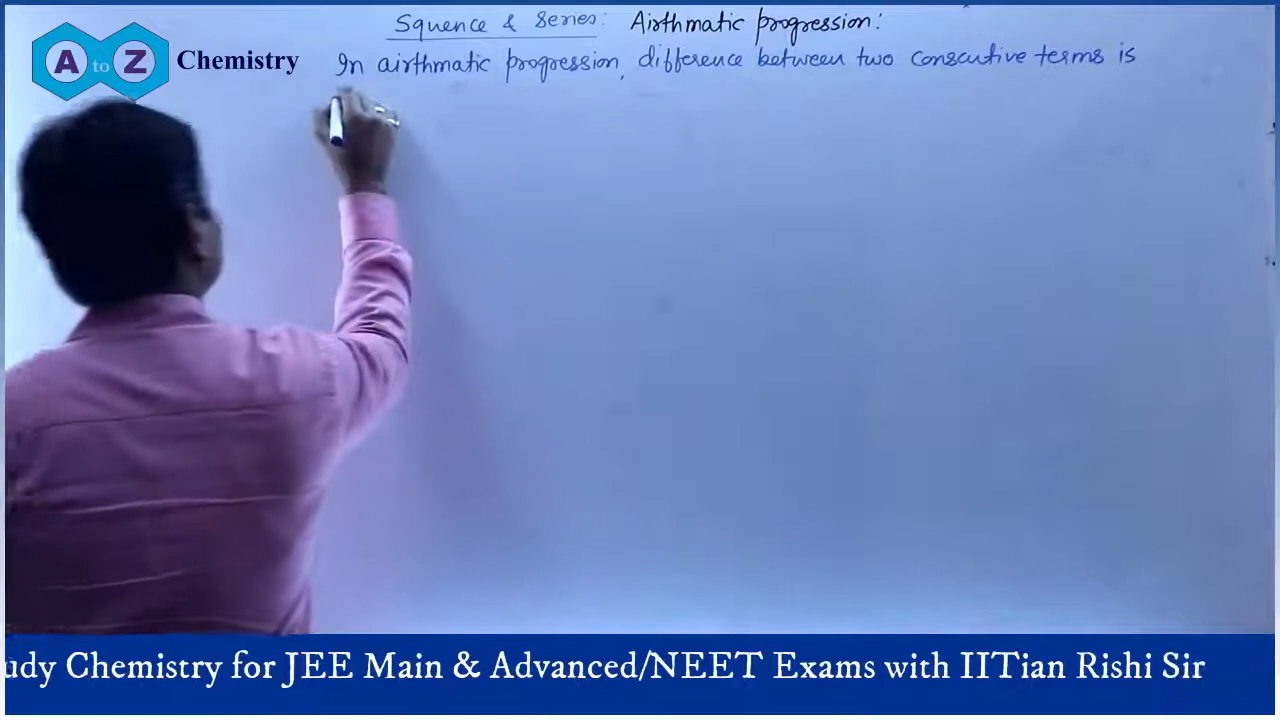 Squence & Series: Airthmatic progression:
In airthmatic progression, difference between two conscutive terms is
A to Z Chemistry
udy Chemistry for JEE Main & Advanced/NEET Exams with IITian Rishi Sir